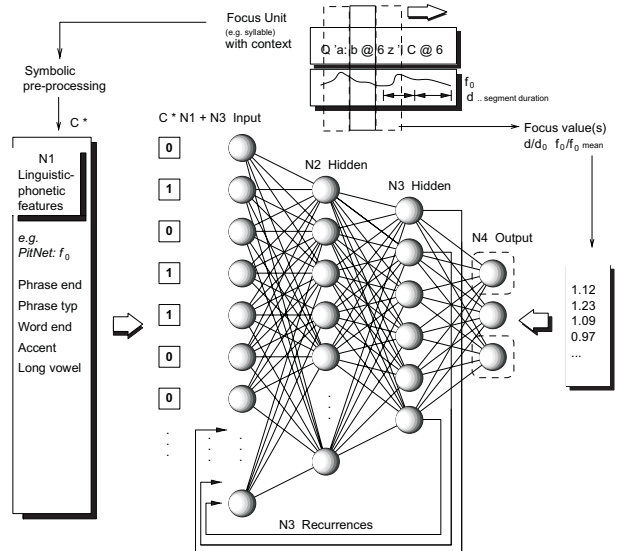 Focus Unit
(e.g. syllable)
with context
Q 'a: b @ 6 z' I C @ 6
f0
d .. segment duration
Symbolic
pre-processing
C *
C * N1 + N3 Input
Focus value(s)
d/d0 f0/f0 mean
N1
Linguistic-
phonetic
features
e.g.
PitNet: f0
Phrase end
Phrase typ
Word end
Accent
Long vowel
0
1
0
1
1
0
0
N2 Hidden
N3 Hidden
N4 Output
1.12
1.23
1.09
0.97
...
N3 Recurrences